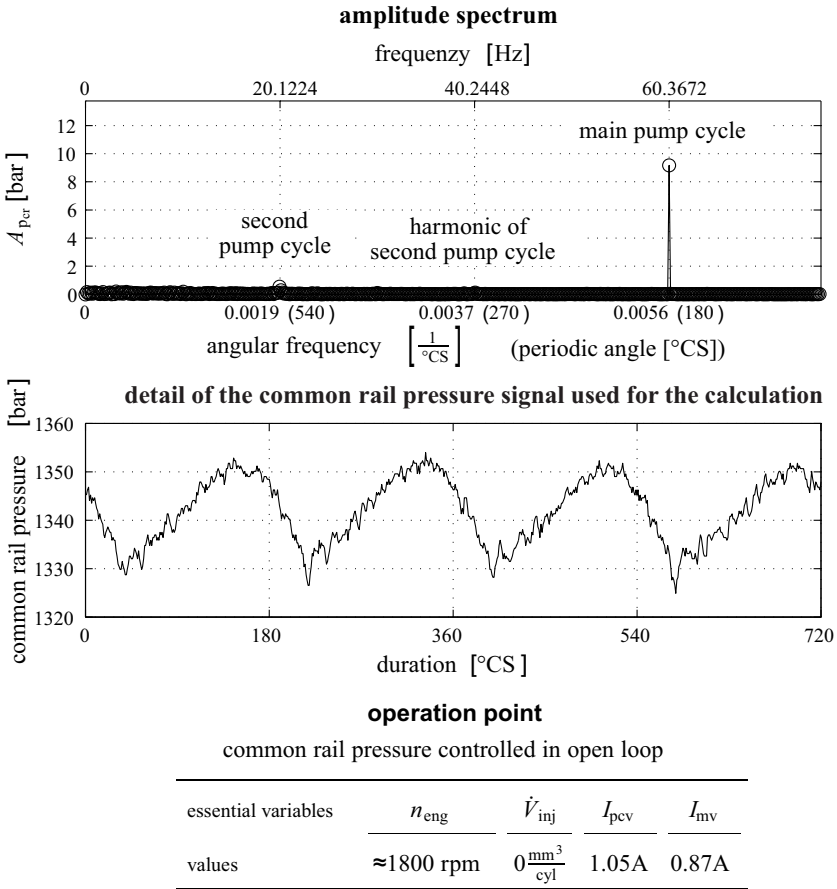 amplitude spectrum
frequenzy [Hz]
0 20.1224 40.2448 60.3672
12
10
8
6
4
2
0
A pcr [bar]
main pump cycle
second
pump cycle
harmonic of
second pump cycle
0 0.0019 (540) 0.0037 (270) 0.0056 (180)
angular frequency [1/°CS] (periodic angle [°CS])
detail of the common rail pressure signal used for the calculation
common rail pressure [bar]
1360
1350
1340
1330
1320
0 180 360 540 720
duration [°CS]
operation point
common rail pressure controlled in open loop
essential variables n eng V̇ inj I pcv I mv
values ≈1800 rpm 0 mm³/cyl 1.05A 0.87A